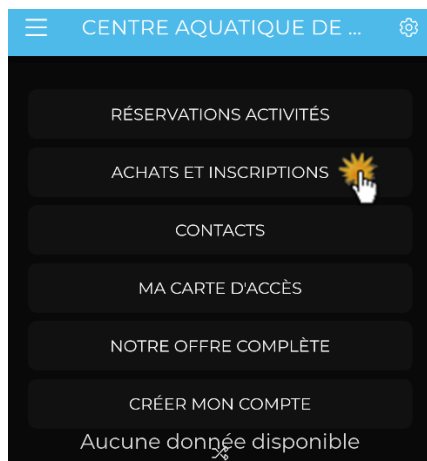 CENTRE AQUATIQUE DE ...
RÉSERVATIONS ACTIVITÉS
ACHATS ET INSCRIPTIONS
CONTACTS
MA CARTE D'ACCÈS
NOTRE OFFRE COMPLÈTE
CRÉER MON COMPTE
Aucune donnée disponible